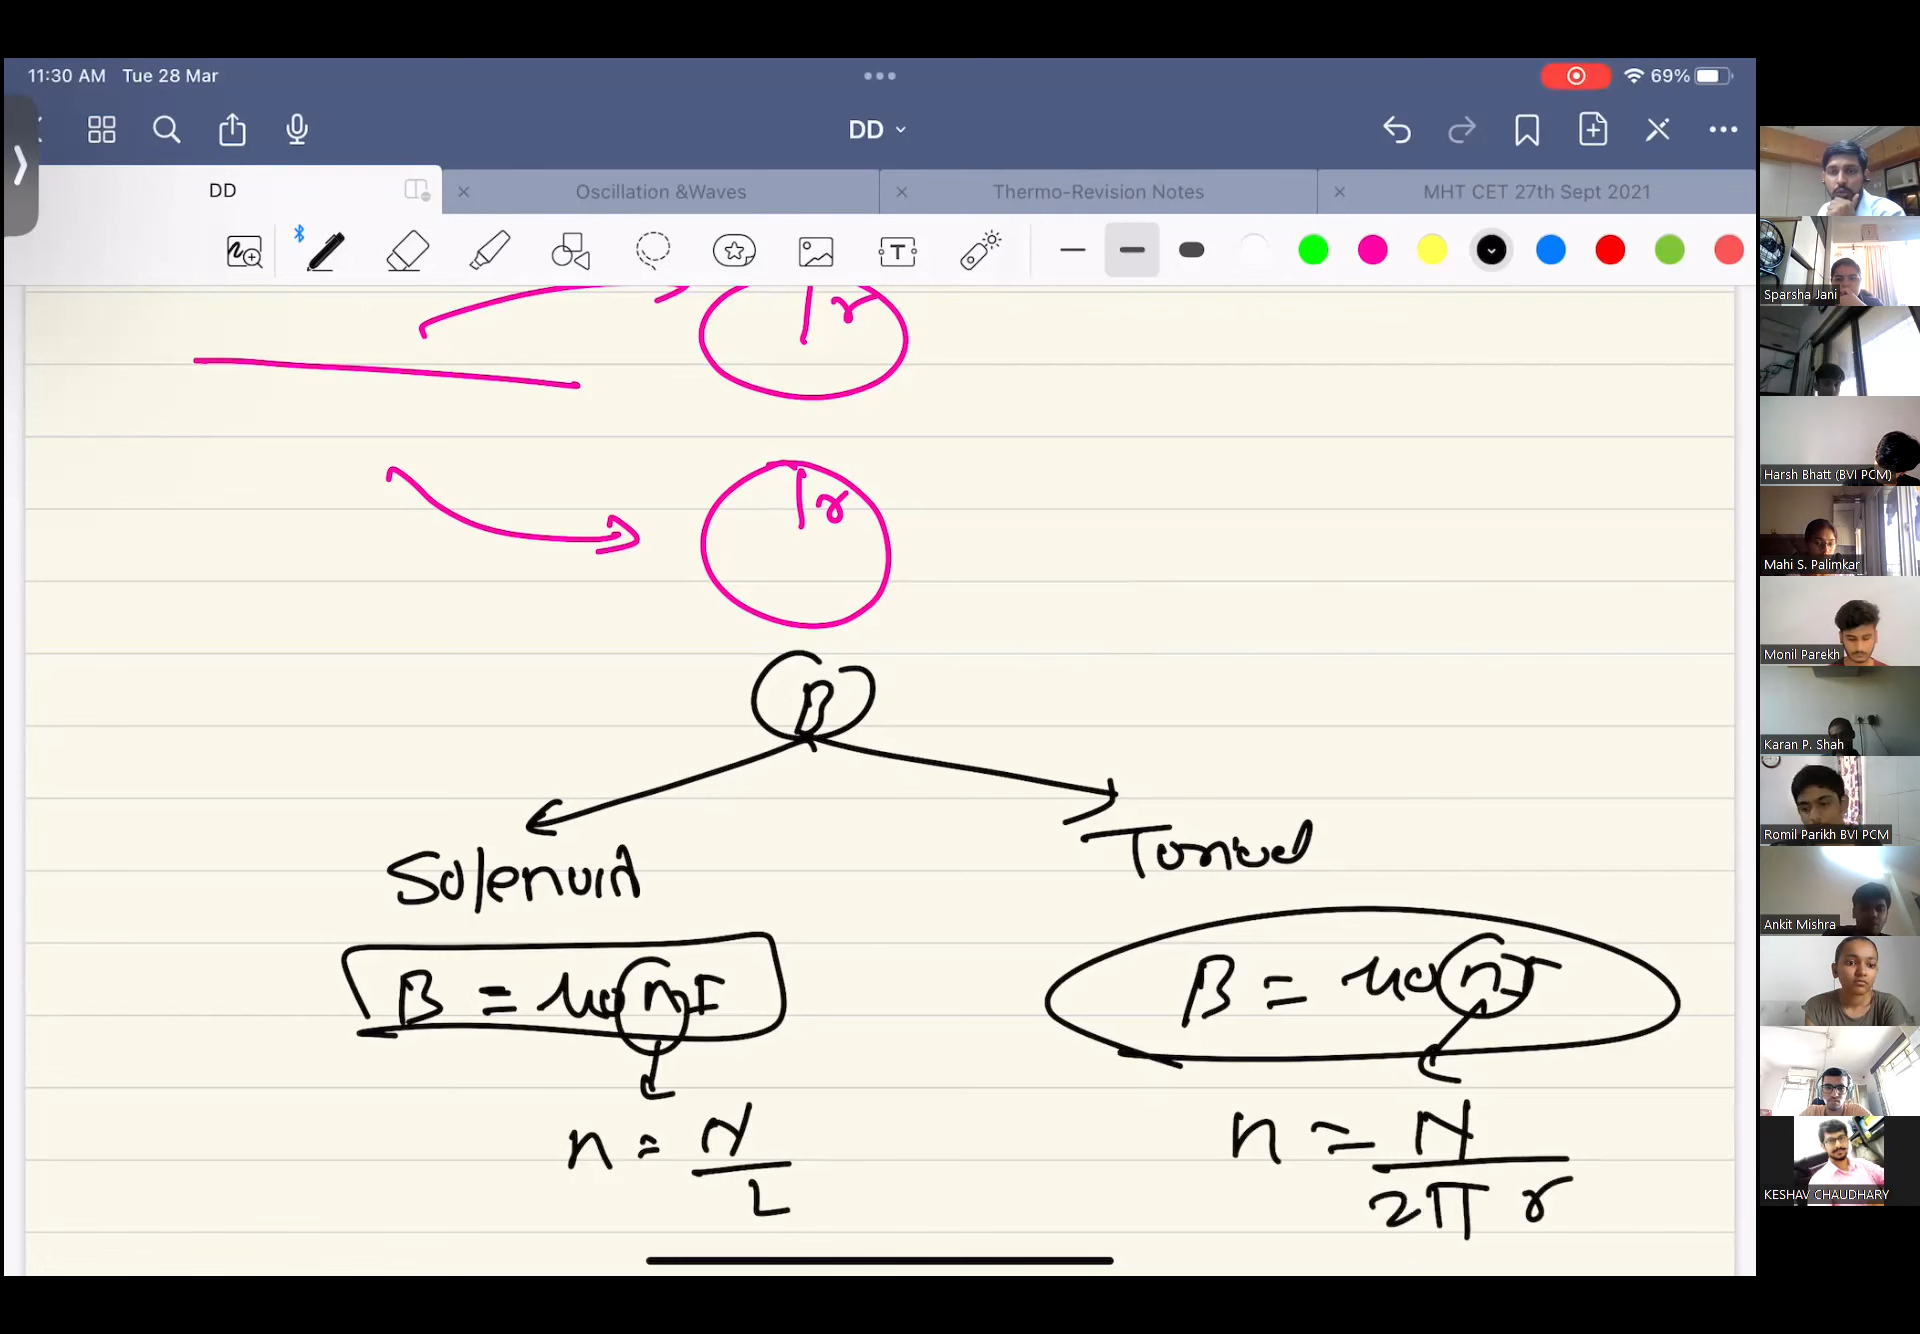 11:30 AM Tue 28 Mar
69%
DD
DD
Oscillation &Waves
Thermo-Revision Notes
MHT CET 27th Sept 2021
T
r
r
B
Solenoid
Toroid
B = μ0nI
B = μ0nI
n = N/L
n = N/2π r
Sparsha Jani
Harsh Bhatt (BVI PCM)
Mahi S. Palimkar
Monil Parekh
Karan P. Shah
Romil Parikh BVI PCM
Ankit Mishra
KESHAV CHAUDHARY